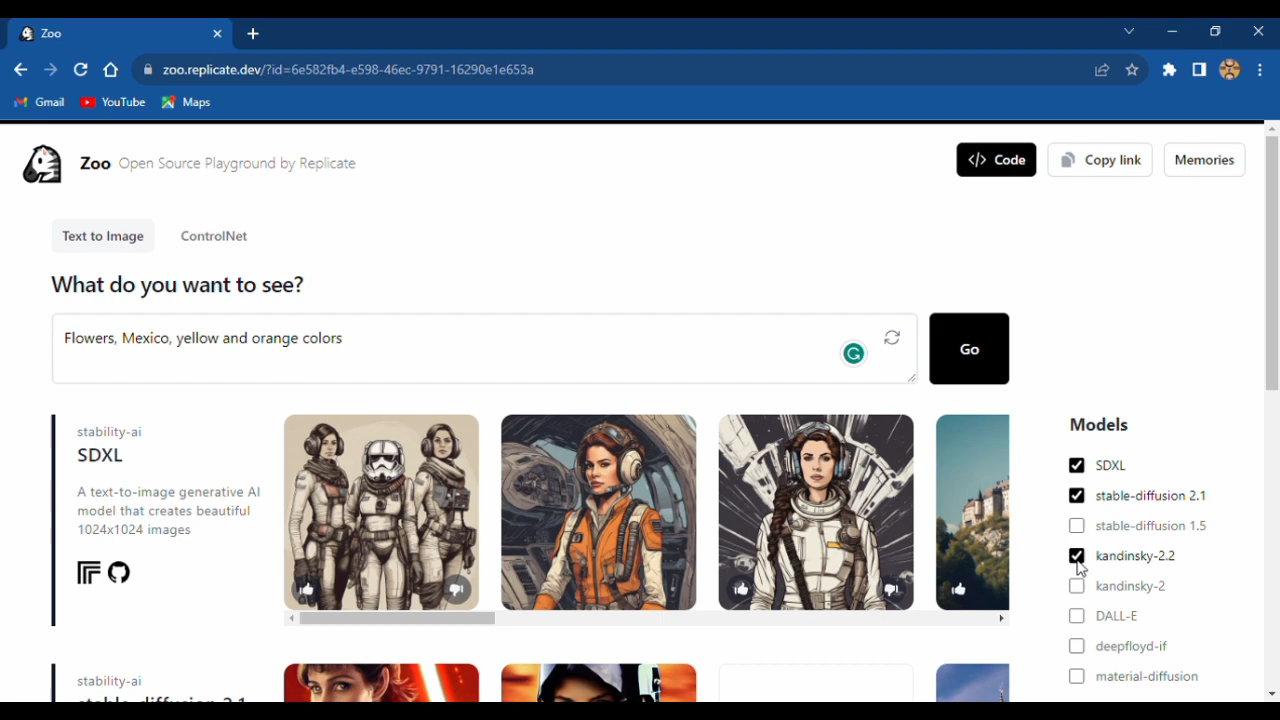 Zoo
zoo.replicate.dev/?id=6e582fb4-e598-46ec-9791-16290e1e653a
Gmail YouTube Maps
Zoo Open Source Playground by Replicate
</> Code Copy link Memories
Text to Image ControlNet
What do you want to see?
Flowers, Mexico, yellow and orange colors
Go
stability-ai
SDXL
A text-to-image generative AI
model that creates beautiful
1024x1024 images
Models
SDXL
stable-diffusion 2.1
stable-diffusion 1.5
kandinsky-2.2
kandinsky-2
DALL-E
deepfloyd-if
material-diffusion
stability-ai
stable-diffusion 2.1